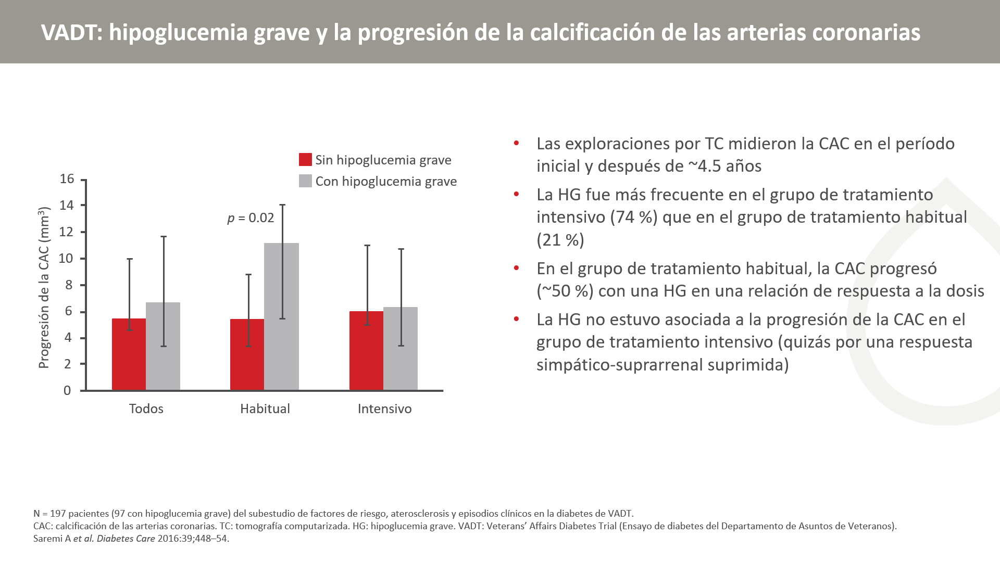 VADT: hipoglucemia grave y la progresión de la calcificación de las arterias coronarias
Sin hipoglucemia grave
Con hipoglucemia grave
Progresión de la CAC (mm³)
16
14
12
10
8
6
4
2
0
p = 0.02
Todos
Habitual
Intensivo
• Las exploraciones por TC midieron la CAC en el período
inicial y después de ~4.5 años
• La HG fue más frecuente en el grupo de tratamiento
intensivo (74 %) que en el grupo de tratamiento habitual
(21 %)
• En el grupo de tratamiento habitual, la CAC progresó
(~50 %) con una HG en una relación de respuesta a la dosis
• La HG no estuvo asociada a la progresión de la CAC en el
grupo de tratamiento intensivo (quizás por una respuesta
simpático-suprarrenal suprimida)
N = 197 pacientes (97 con hipoglucemia grave) del subestudio de factores de riesgo, aterosclerosis y episodios clínicos en la diabetes de VADT.
CAC: calcificación de las arterias coronarias. TC: tomografía computarizada. HG: hipoglucemia grave. VADT: Veterans’ Affairs Diabetes Trial (Ensayo de diabetes del Departamento de Asuntos de Veteranos).
Saremi A et al. Diabetes Care 2016:39;448–54.